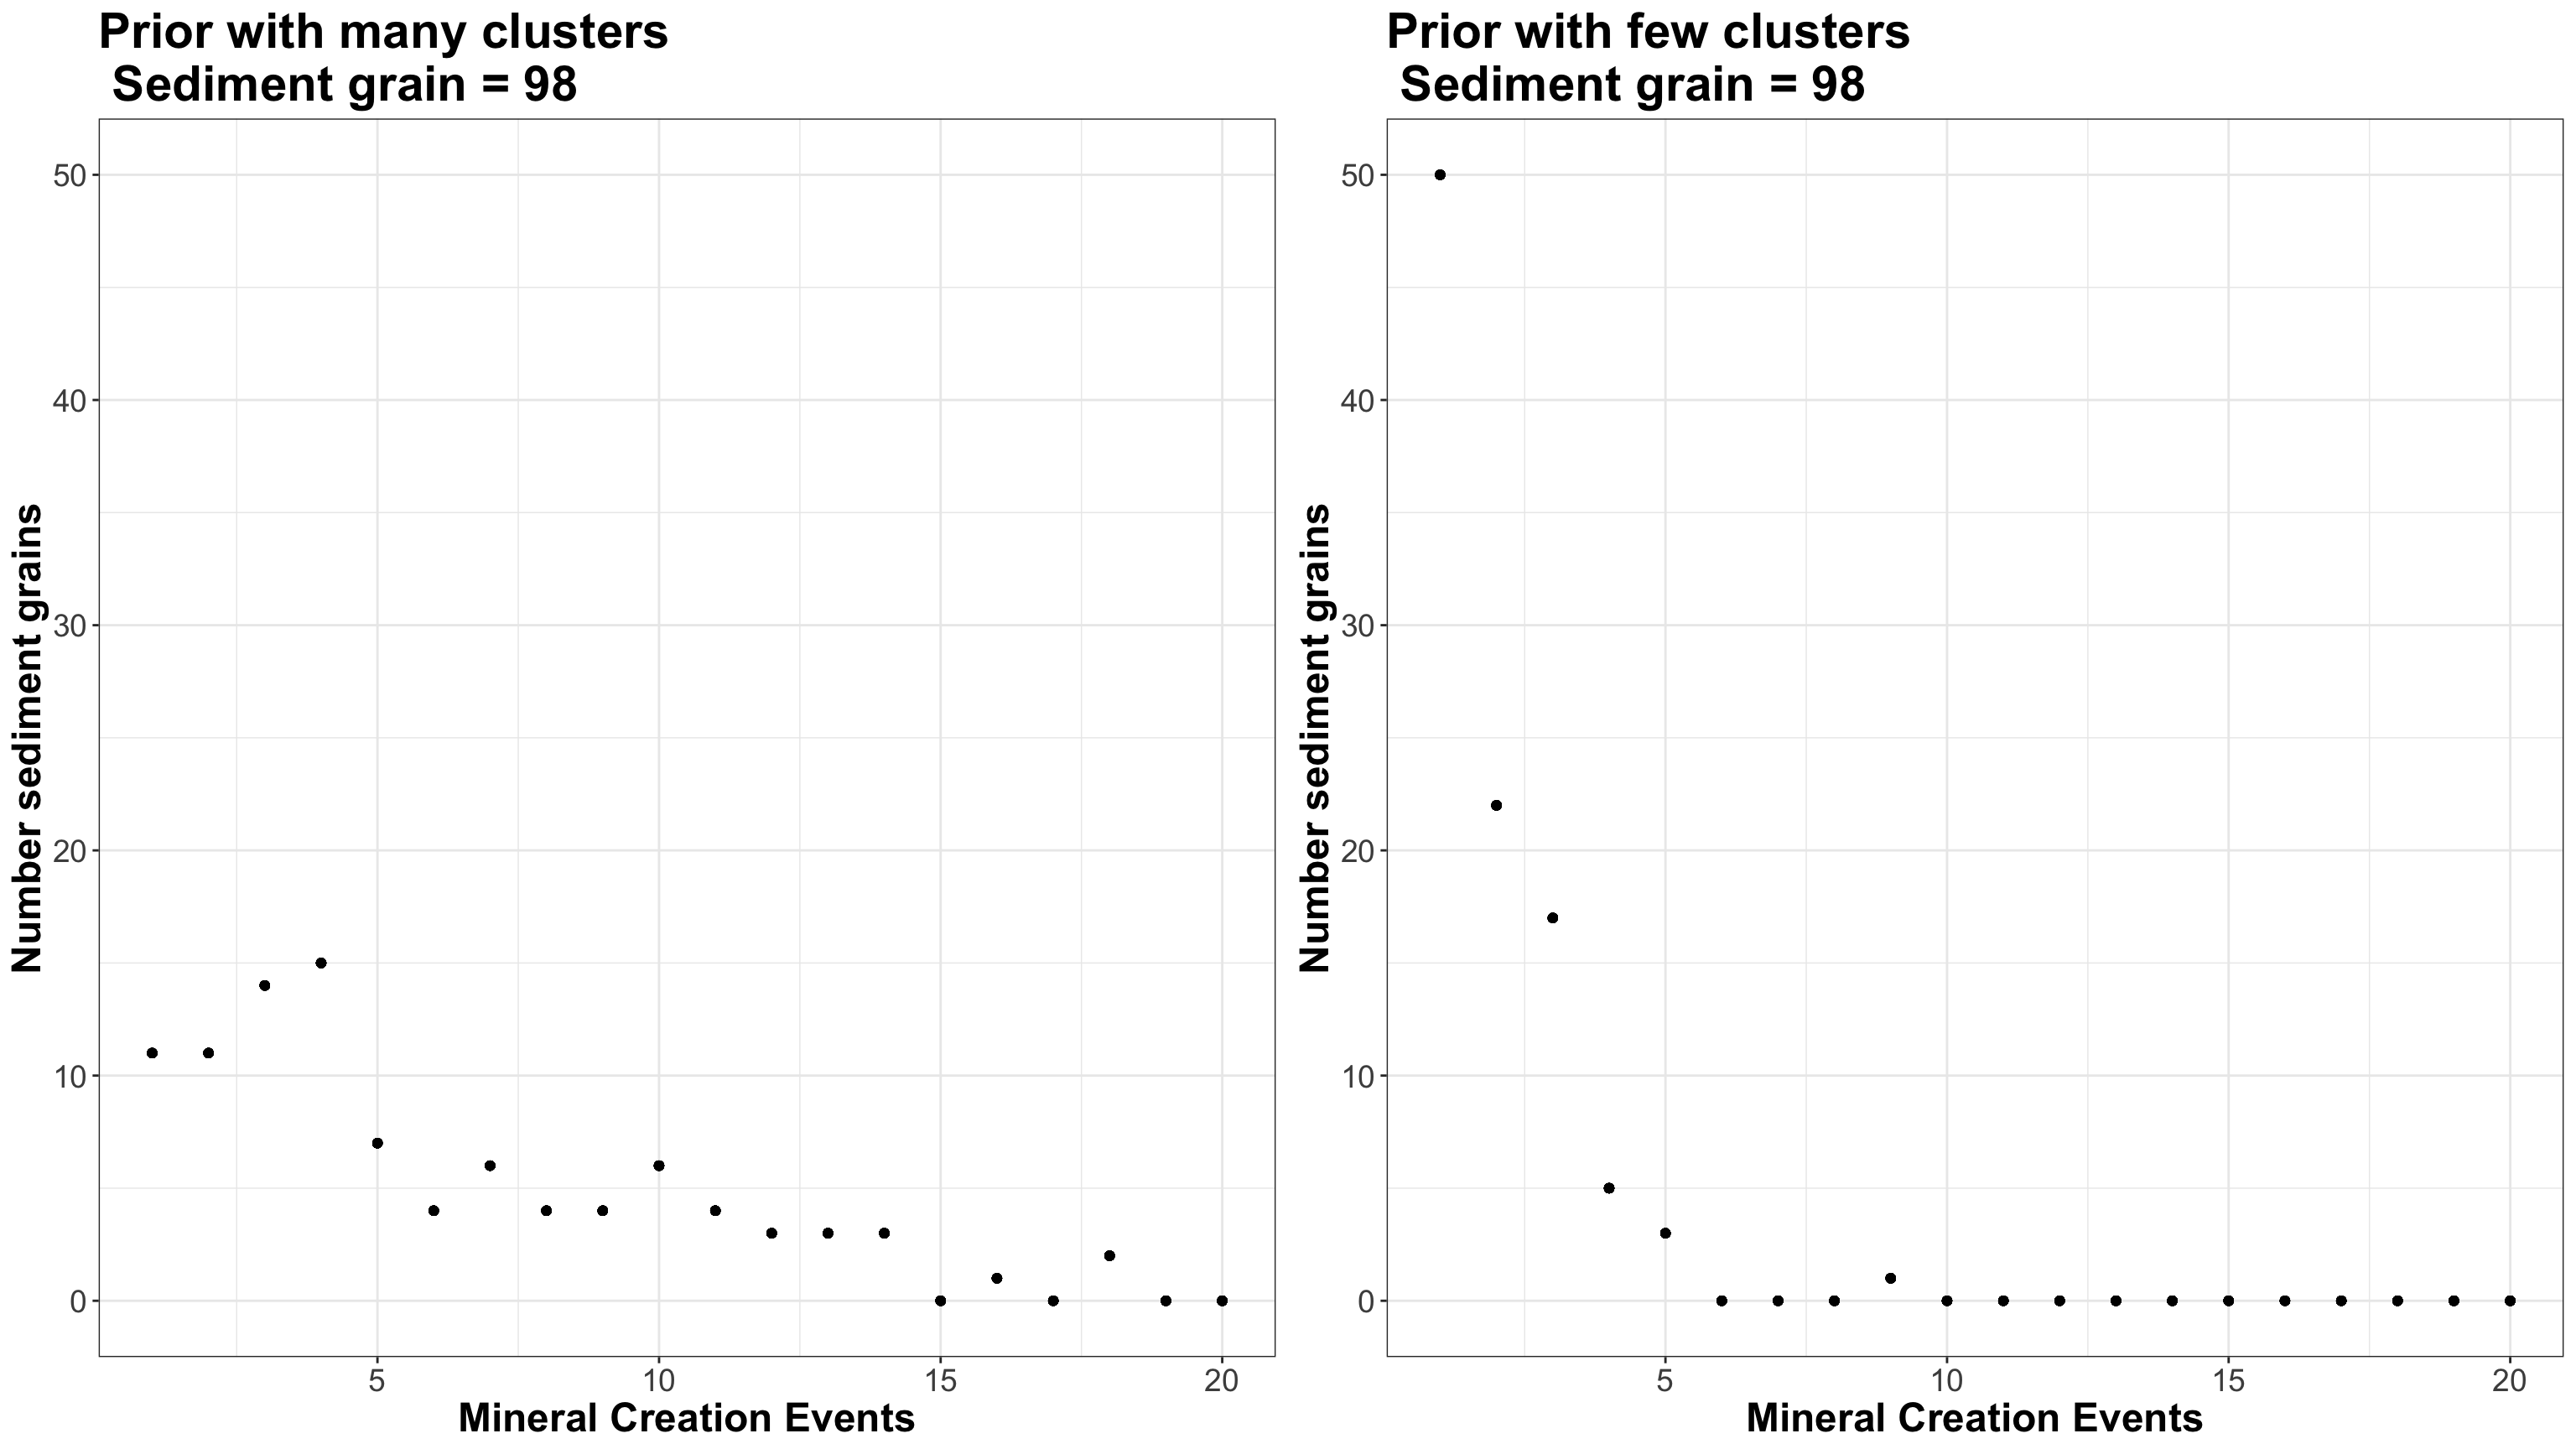 Prior with many clusters
Sediment grain = 98
Number sediment grains
50
40
30
20
10
0
5 10 15 20
Mineral Creation Events
Prior with few clusters
Sediment grain = 98
Number sediment grains
50
40
30
20
10
0
5 10 15 20
Mineral Creation Events